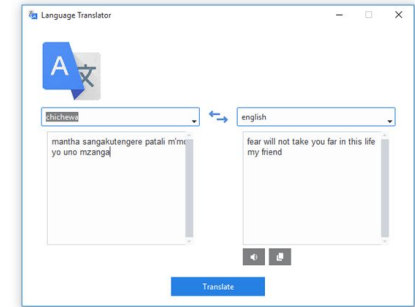 Language Translator
A 文
chichewa
english
mantha sangakutengere patali m'mo
yo uno mzanga
fear will not take you far in this life
my friend
Translate